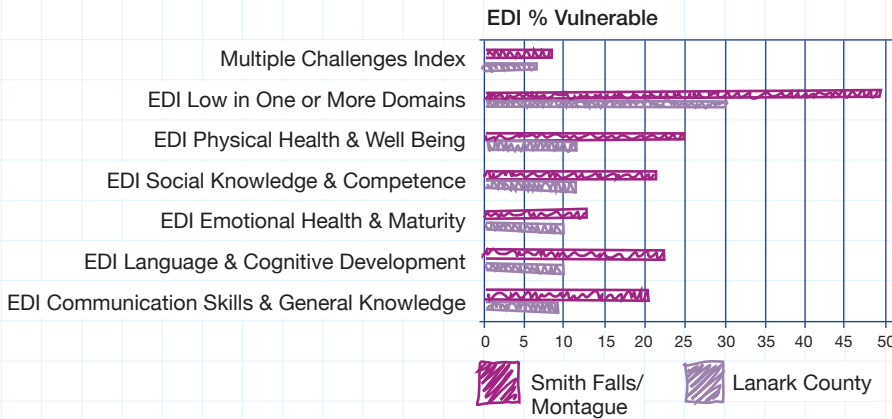 EDI % Vulnerable
Multiple Challenges Index
EDI Low in One or More Domains
EDI Physical Health & Well Being
EDI Social Knowledge & Competence
EDI Emotional Health & Maturity
EDI Language & Cognitive Development
EDI Communication Skills & General Knowledge
0 5 10 15 20 25 30 35 40 45 50
Smith Falls/
Montague
Lanark County